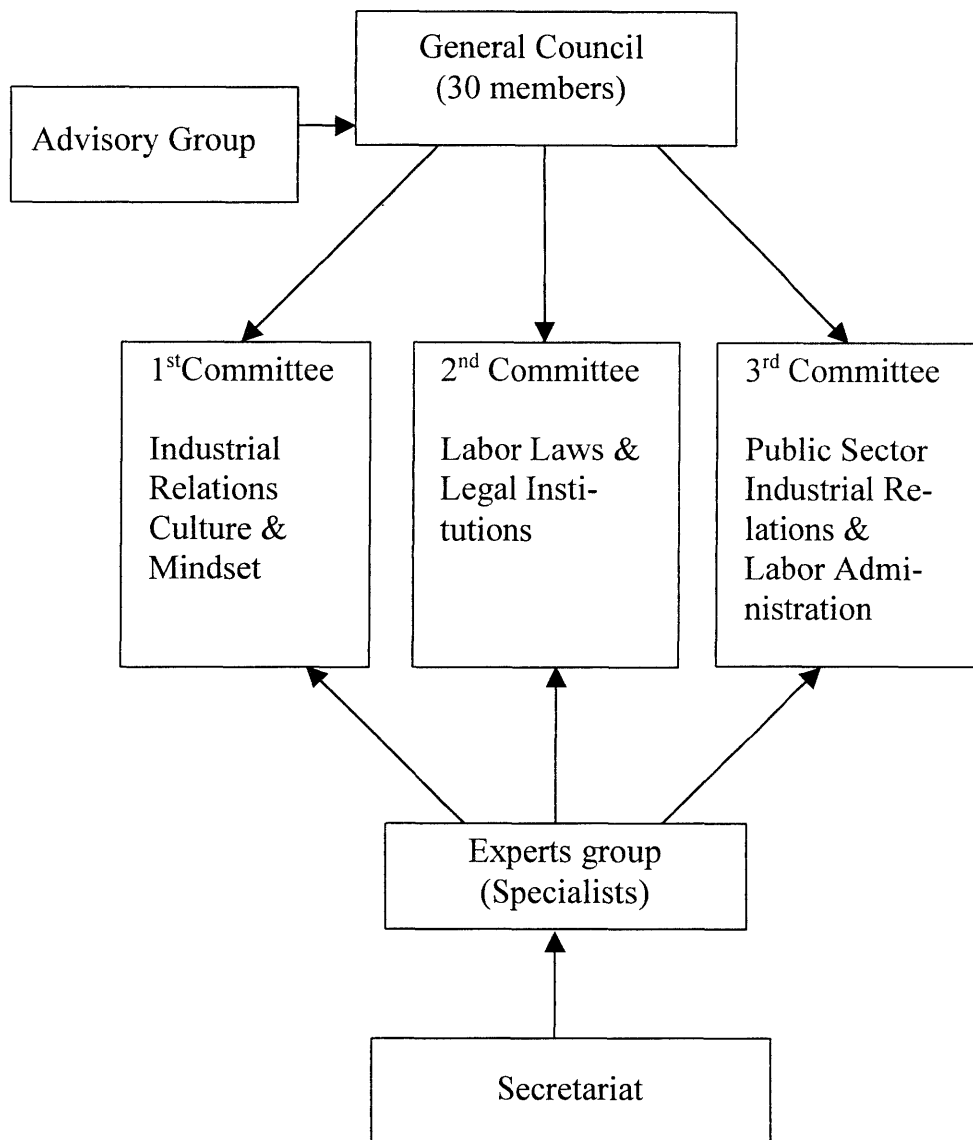 General Council
(30 members)
Advisory Group
1stCommittee
Industrial
Relations
Culture &
Mindset
2nd Committee
Labor Laws &
Legal Insti-
tutions
3rd Committee
Public Sector
Industrial Re-
lations &
Labor Admi-
nistration
Experts group
(Specialists)
Secretariat